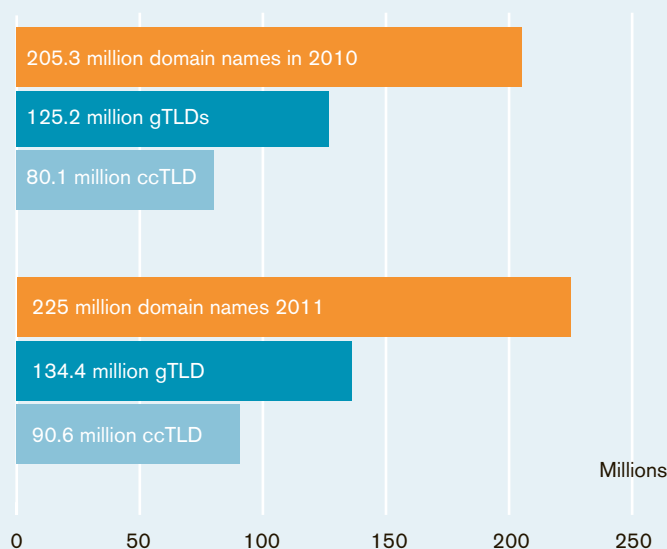 205.3 million domain names in 2010
125.2 million gTLDs
80.1 million ccTLD
225 million domain names 2011
134.4 million gTLD
90.6 million ccTLD
Millions
0 50 100 150 200 250